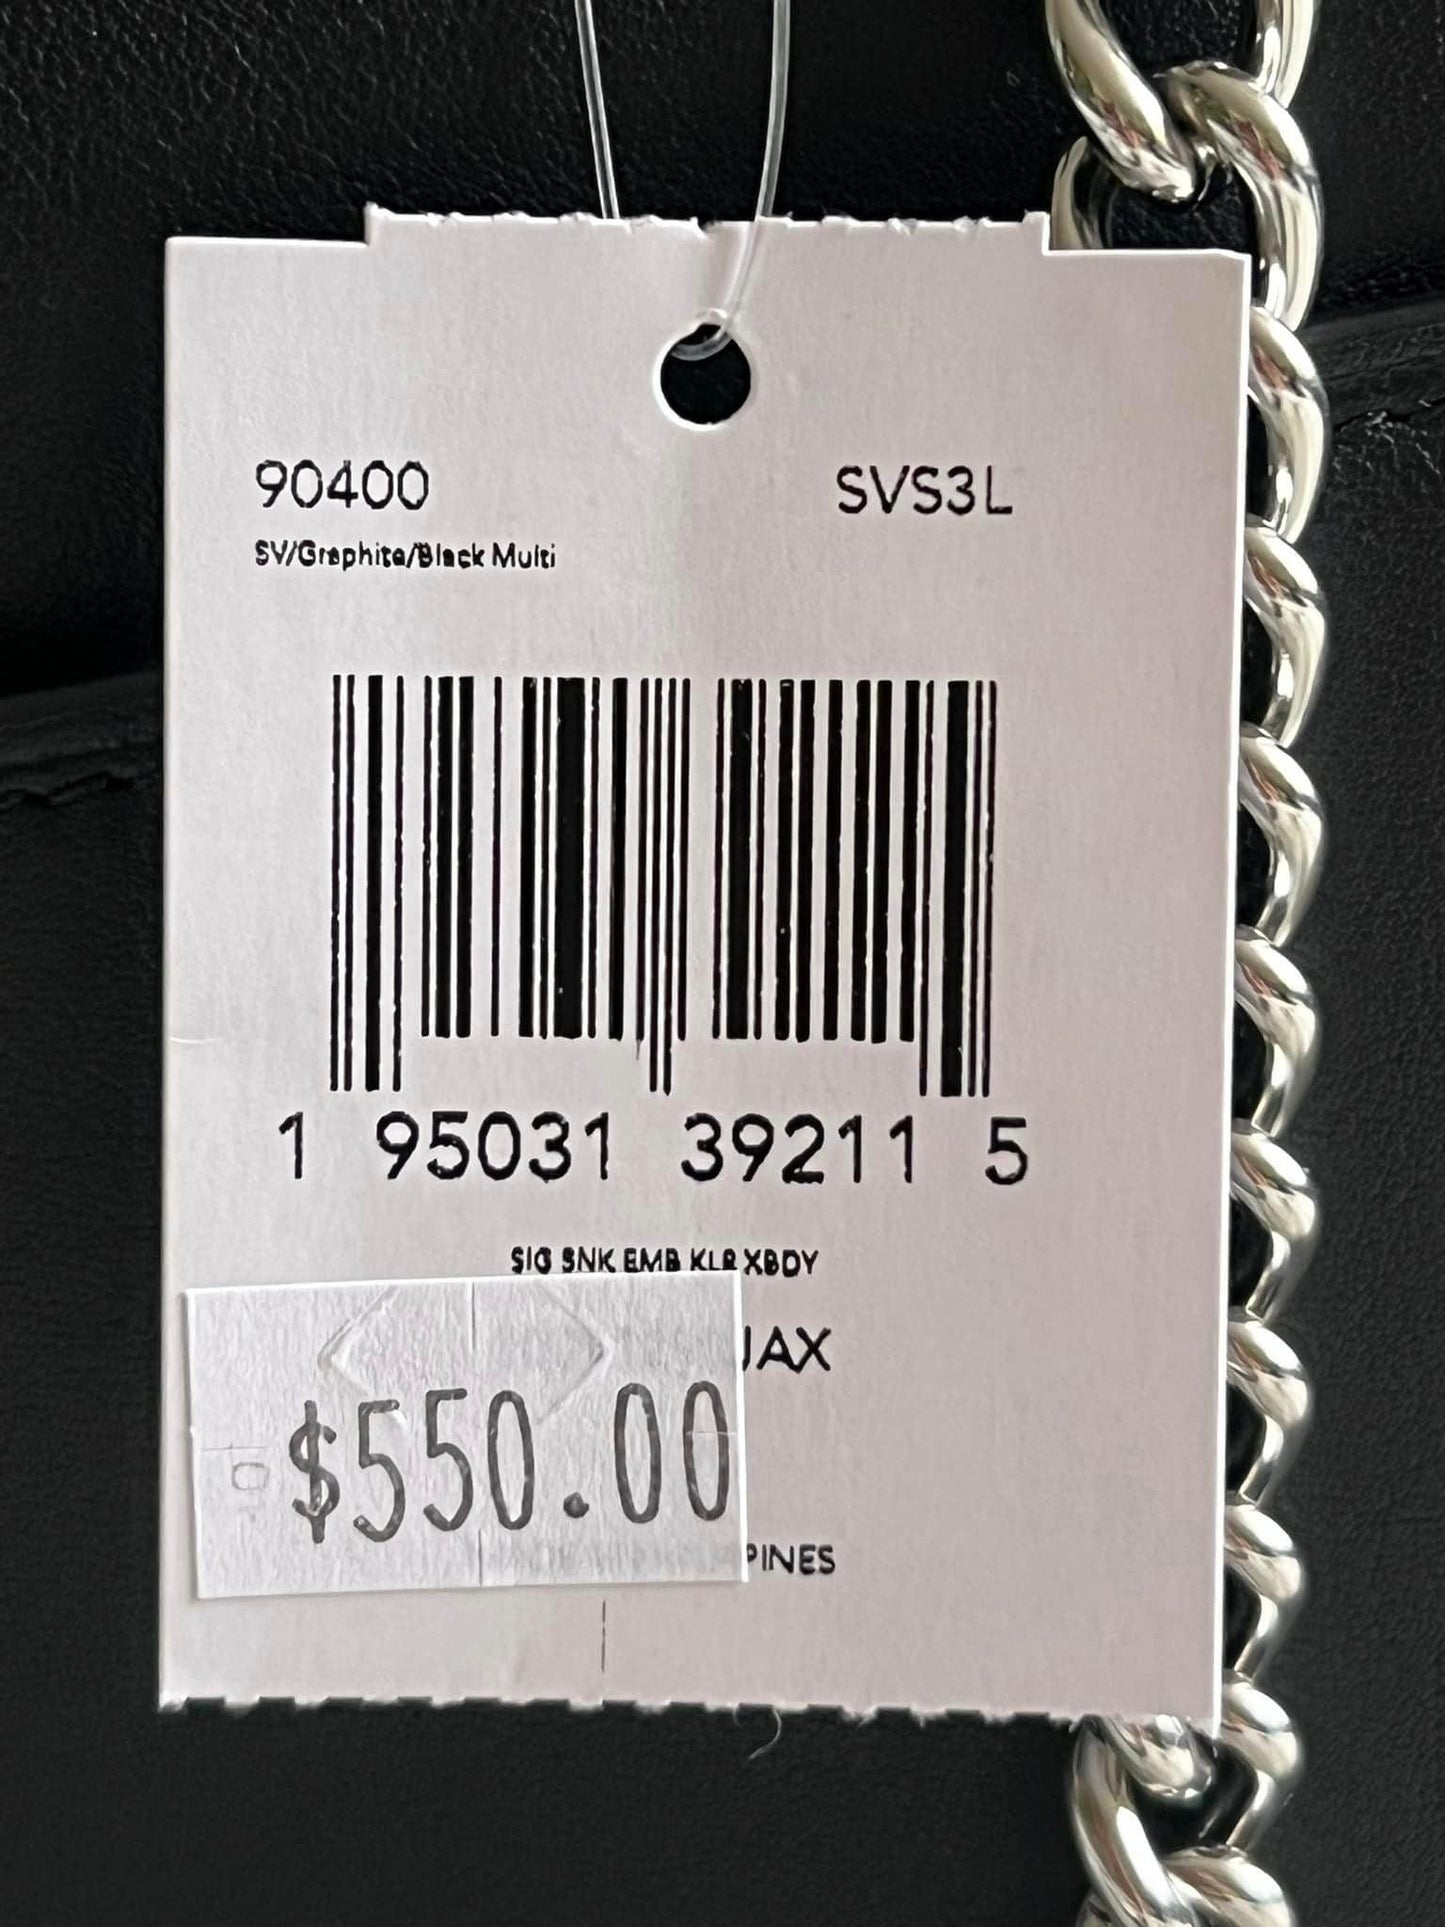 90400 SVS3L
SV/Graphite/Black Multi
1 95031 39211 5
SIG SNK EMB KLR XBDY
JAX
$550.00
PINES